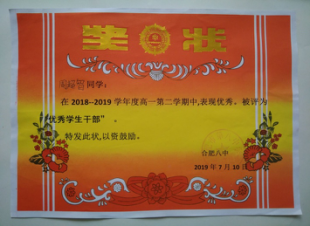 奖状
同学:
在 2018--2019 学年度高一第二学期中,表现优秀。被评为
"优秀学生干部" 。
特发此状,以资鼓励。
合肥八中
2019 年 7 月 10